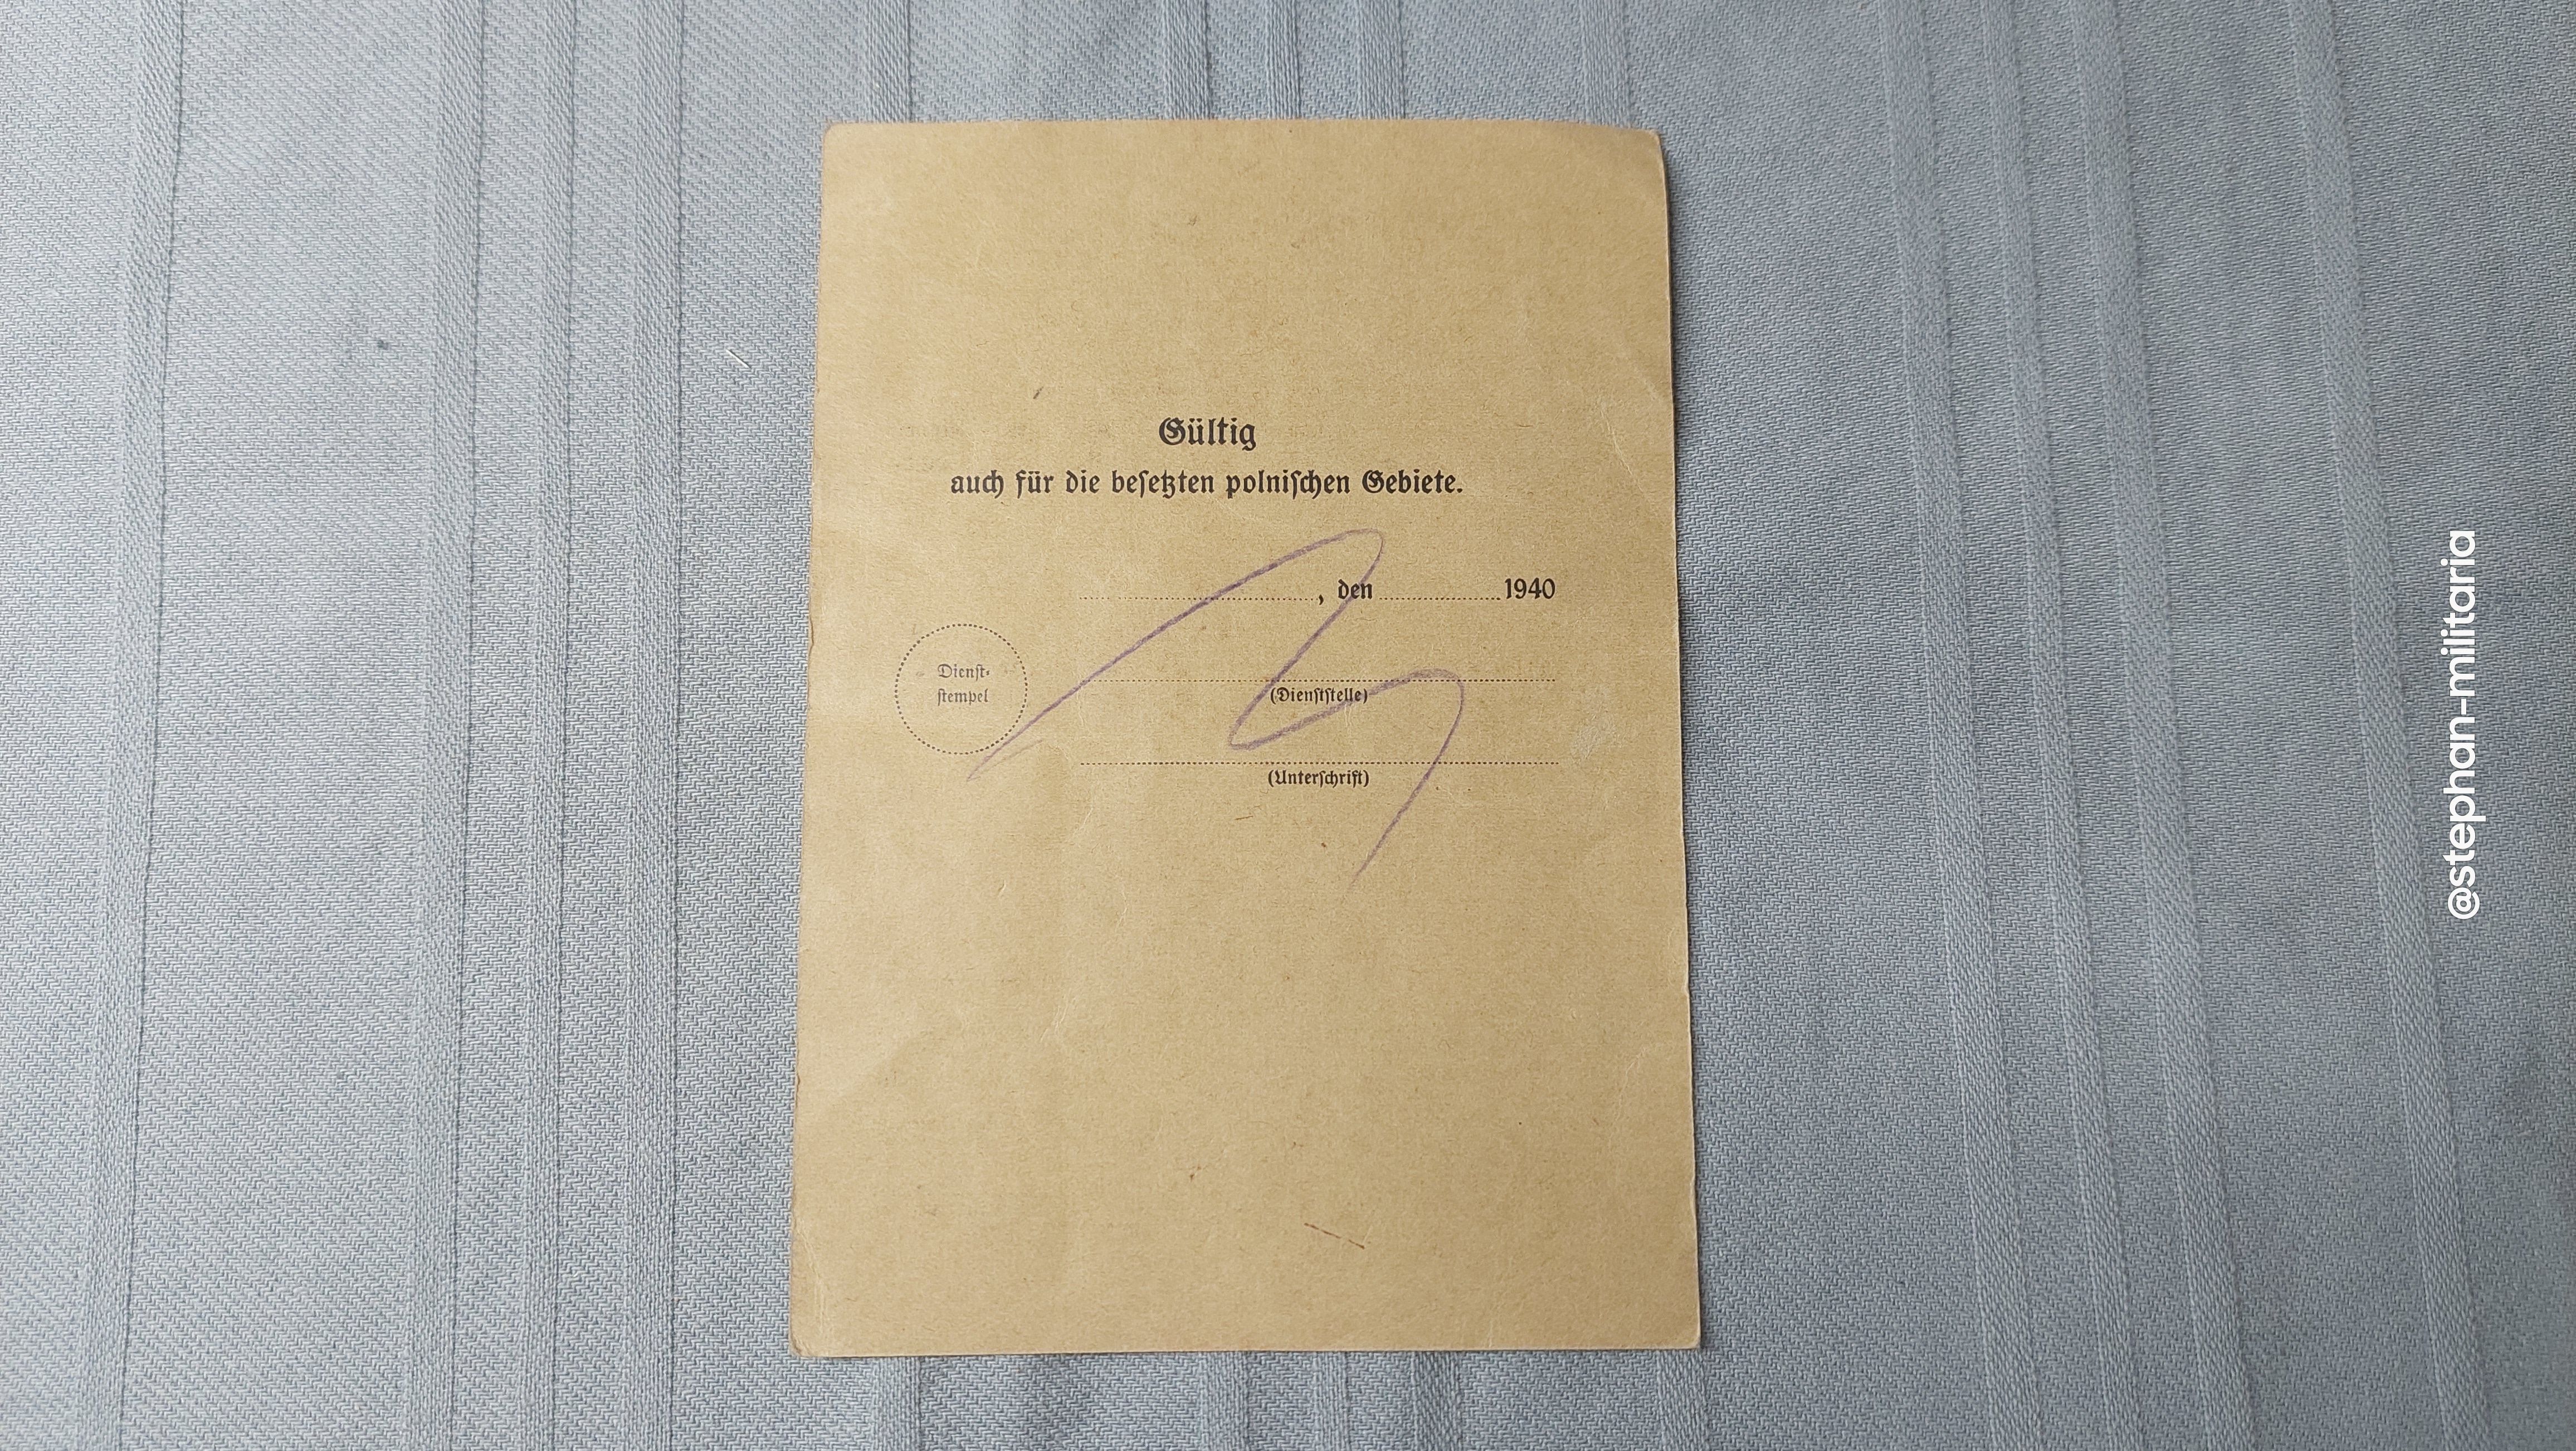 Gültig
auch für die besetzten polnischen Gebiete.
, den 1940
Dienst-
stempel
(Dienststelle)
(Unterschrift)
@stephan-militaria